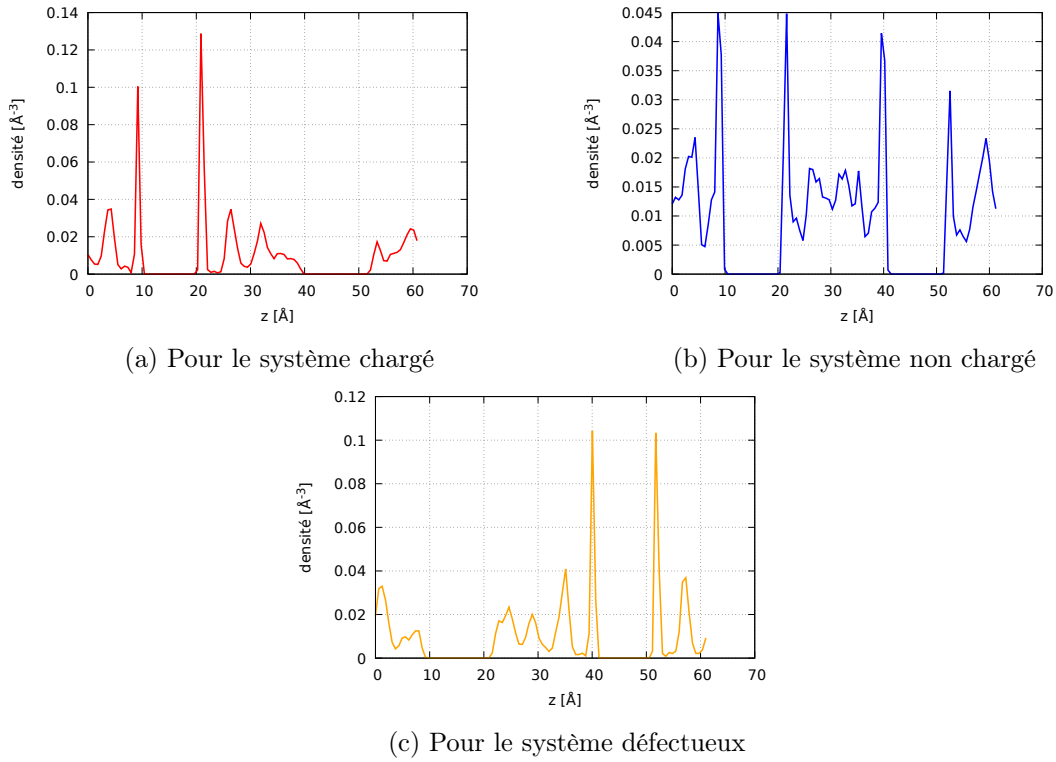 0.14
0.12
0.1
0.08
0.06
0.04
0.02
0
densité [Å-3]
0 10 20 30 40 50 60 70
z [Å]
(a) Pour le système chargé
0.045
0.04
0.035
0.03
0.025
0.02
0.015
0.01
0.005
0
densité [Å-3]
0 10 20 30 40 50 60 70
z [Å]
(b) Pour le système non chargé
0.12
0.1
0.08
0.06
0.04
0.02
0
densité [Å-3]
0 10 20 30 40 50 60 70
z [Å]
(c) Pour le système défectueux